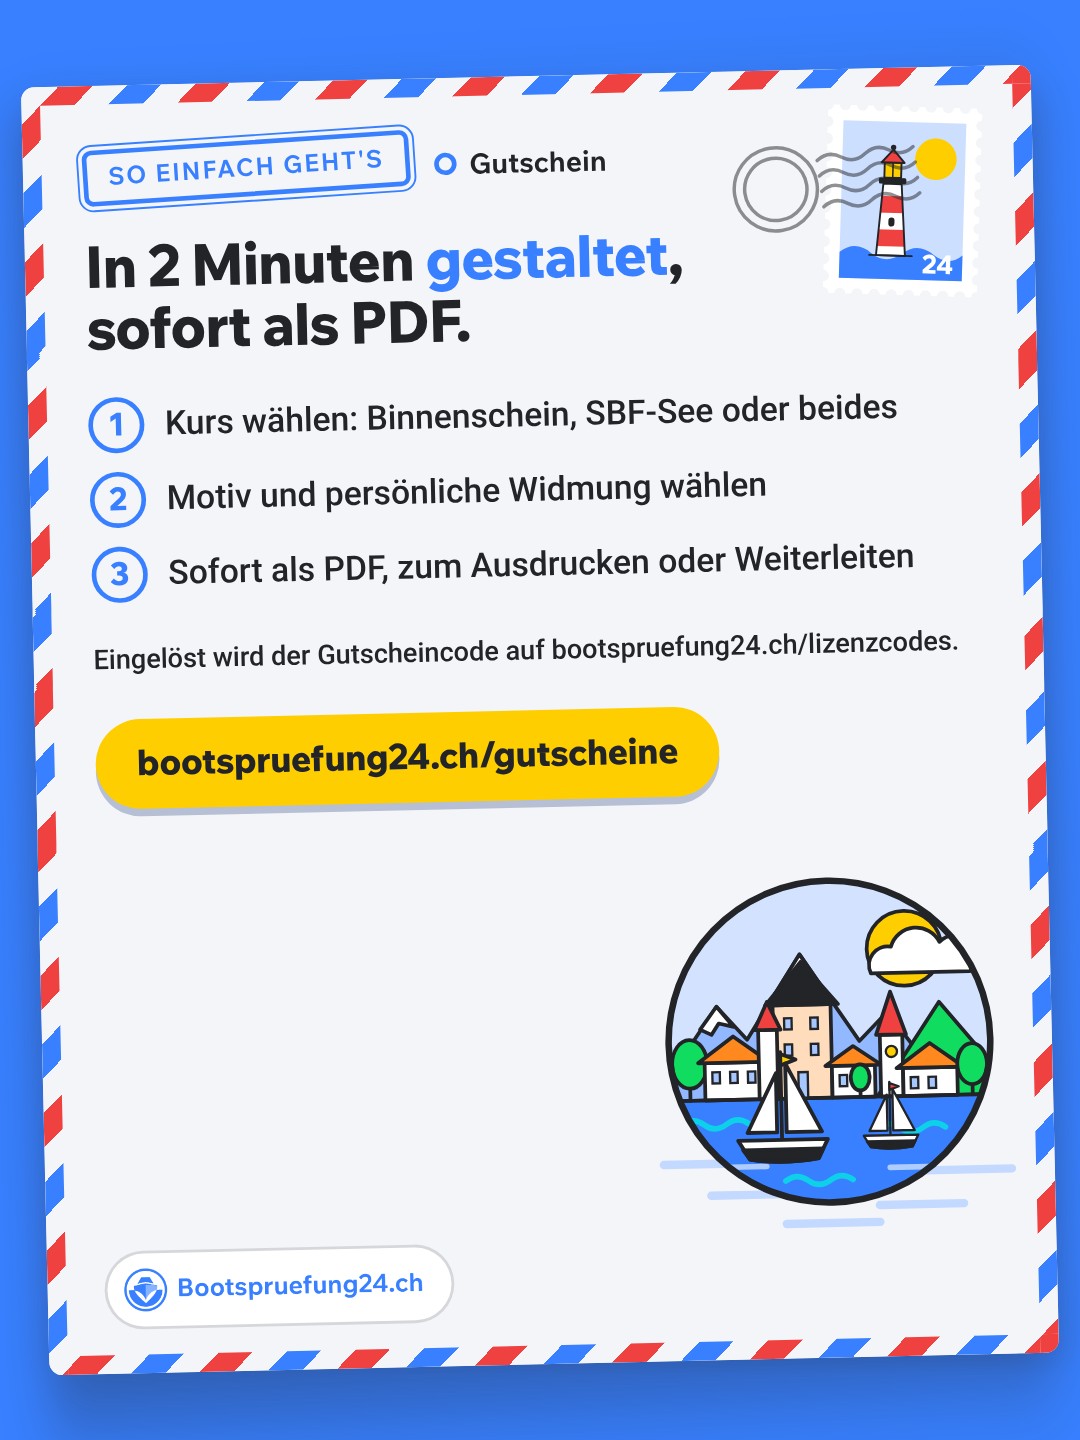 SO EINFACH GEHT'S
Gutschein
24
In 2 Minuten gestaltet,
sofort als PDF.
1 Kurs wählen: Binnenschein, SBF-See oder beides
2 Motiv und persönliche Widmung wählen
3 Sofort als PDF, zum Ausdrucken oder Weiterleiten
Eingelöst wird der Gutscheincode auf bootspruefung24.ch/lizenzcodes.
bootspruefung24.ch/gutscheine
Bootspruefung24.ch